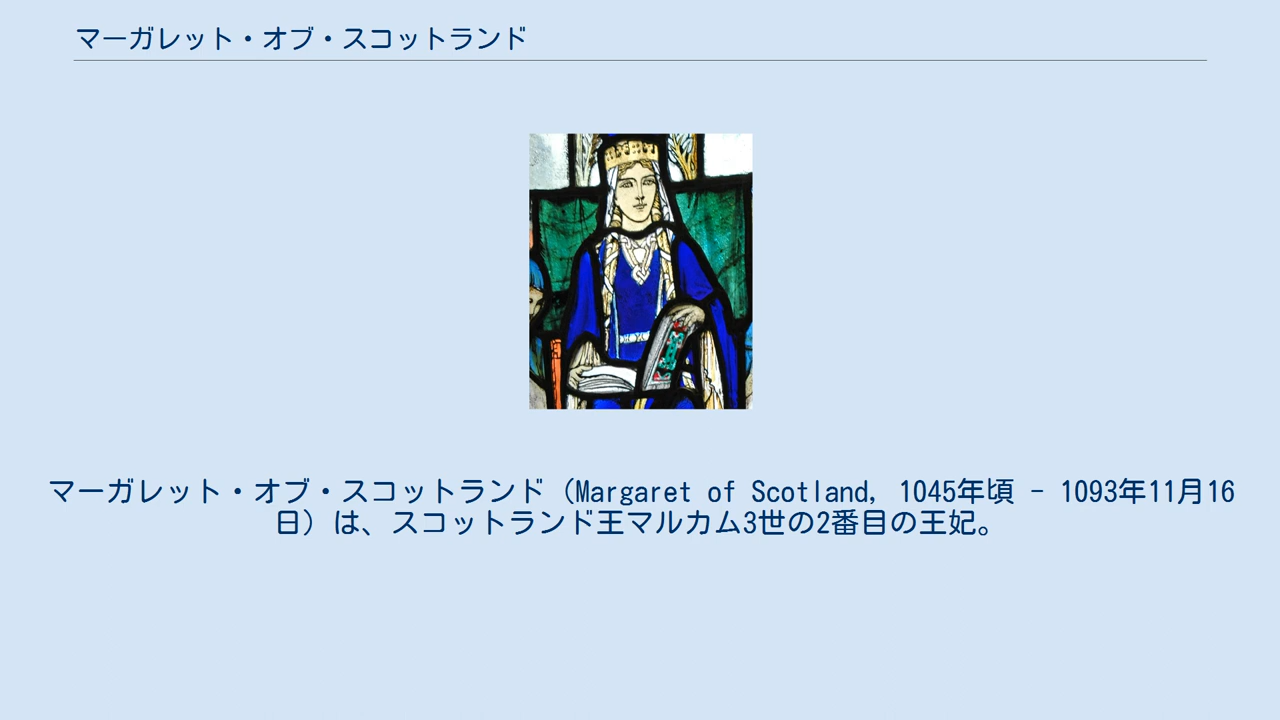 マーガレット・オブ・スコットランド
マーガレット・オブ・スコットランド（Margaret of Scotland, 1045年頃 - 1093年11月16
日）は、スコットランド王マルカム3世の2番目の王妃。